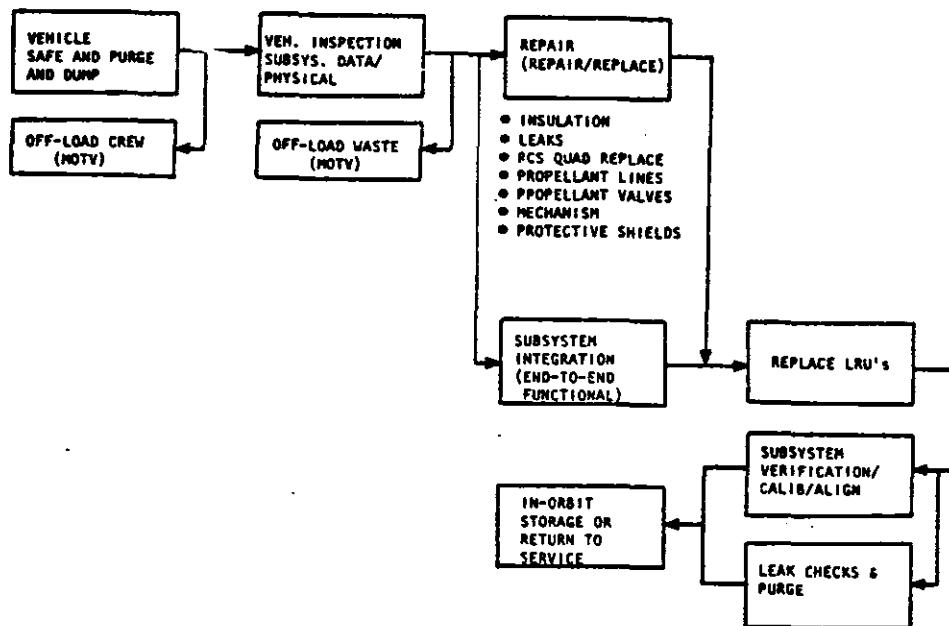 VEHICLE
SAFE AND PURGE
AND DUMP
OFF-LOAD CREW
(MOTV)
VEH. INSPECTION
SUBSYS. DATA/
PHYSICAL
OFF-LOAD WASTE
(MOTV)
REPAIR
(REPAIR/REPLACE)
● INSULATION
● LEAKS
● RCS QUAD REPLACE
● PROPELLANT LINES
● PPOPELLANT VALVES
● MECHANISM
● PROTECTIVE SHIELDS
SUBSYSTEM
INTEGRATION
(END-TO-END
FUNCTIONAL)
REPLACE LRU's
SUBSYSTEM
VERIFICATION/
CALIB/ALIGN
IN-ORBIT
STORAGE OR
RETURN TO
SERVICE
LEAK CHECKS &
PURGE